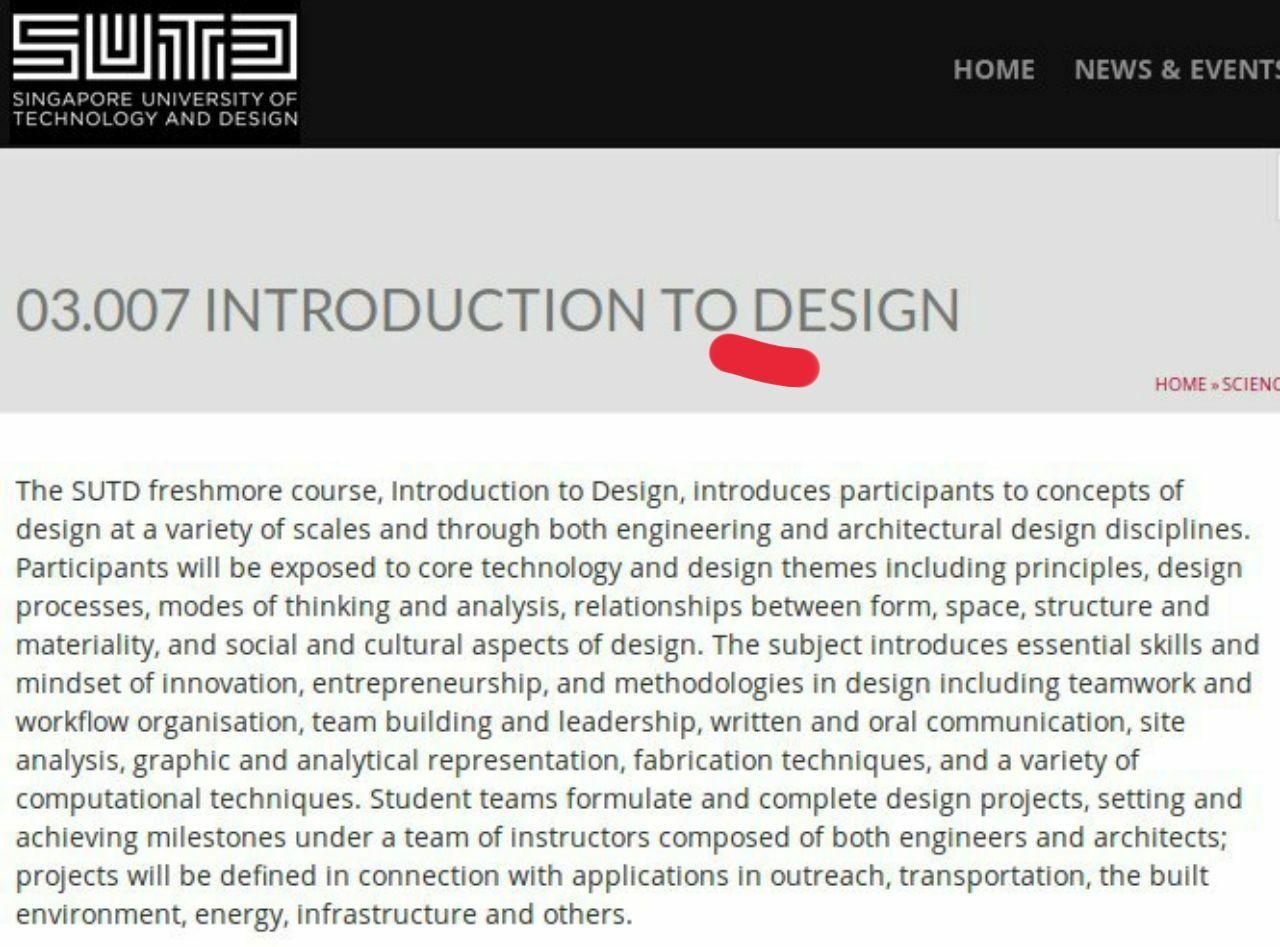 SUTD
SINGAPORE UNIVERSITY OF
TECHNOLOGY AND DESIGN
HOME NEWS & EVENTS
03.007 INTRODUCTION TO DESIGN
HOME » SCIENC
The SUTD freshmore course, Introduction to Design, introduces participants to concepts of
design at a variety of scales and through both engineering and architectural design disciplines.
Participants will be exposed to core technology and design themes including principles, design
processes, modes of thinking and analysis, relationships between form, space, structure and
materiality, and social and cultural aspects of design. The subject introduces essential skills and
mindset of innovation, entrepreneurship, and methodologies in design including teamwork and
workflow organisation, team building and leadership, written and oral communication, site
analysis, graphic and analytical representation, fabrication techniques, and a variety of
computational techniques. Student teams formulate and complete design projects, setting and
achieving milestones under a team of instructors composed of both engineers and architects;
projects will be defined in connection with applications in outreach, transportation, the built
environment, energy, infrastructure and others.